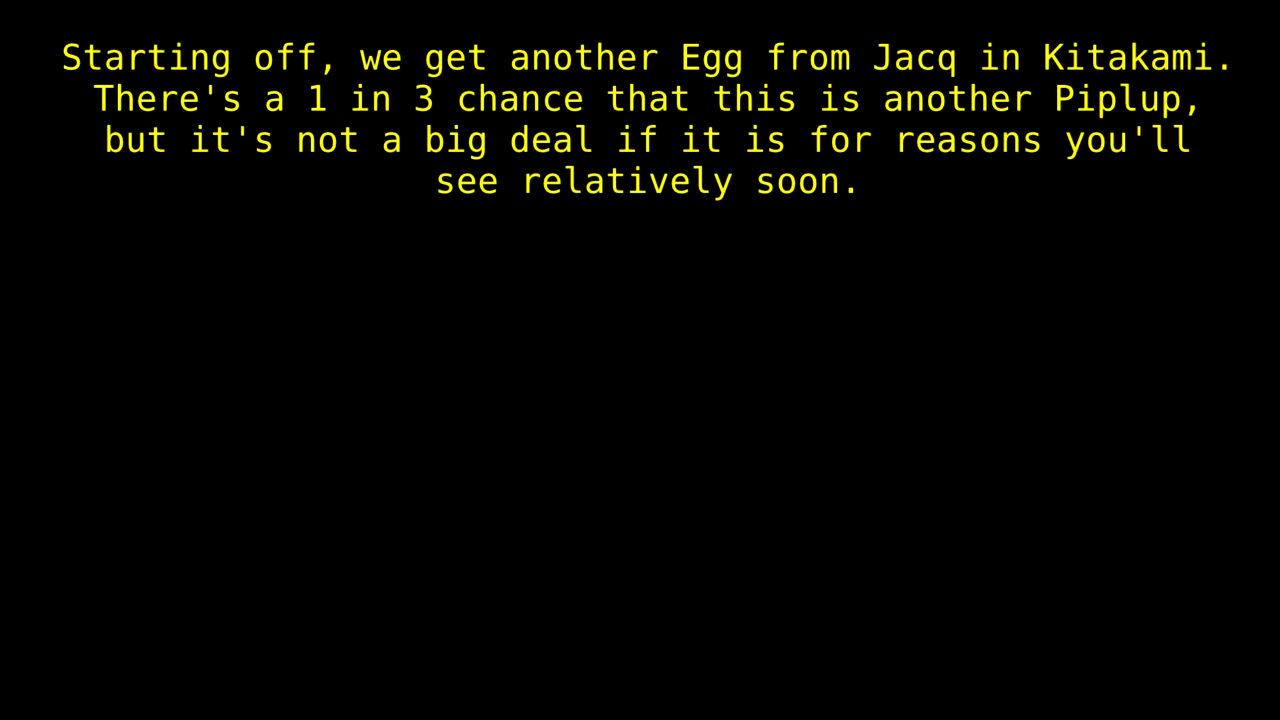 Starting off, we get another Egg from Jacq in Kitakami.
There's a 1 in 3 chance that this is another Piplup,
but it's not a big deal if it is for reasons you'll
see relatively soon.